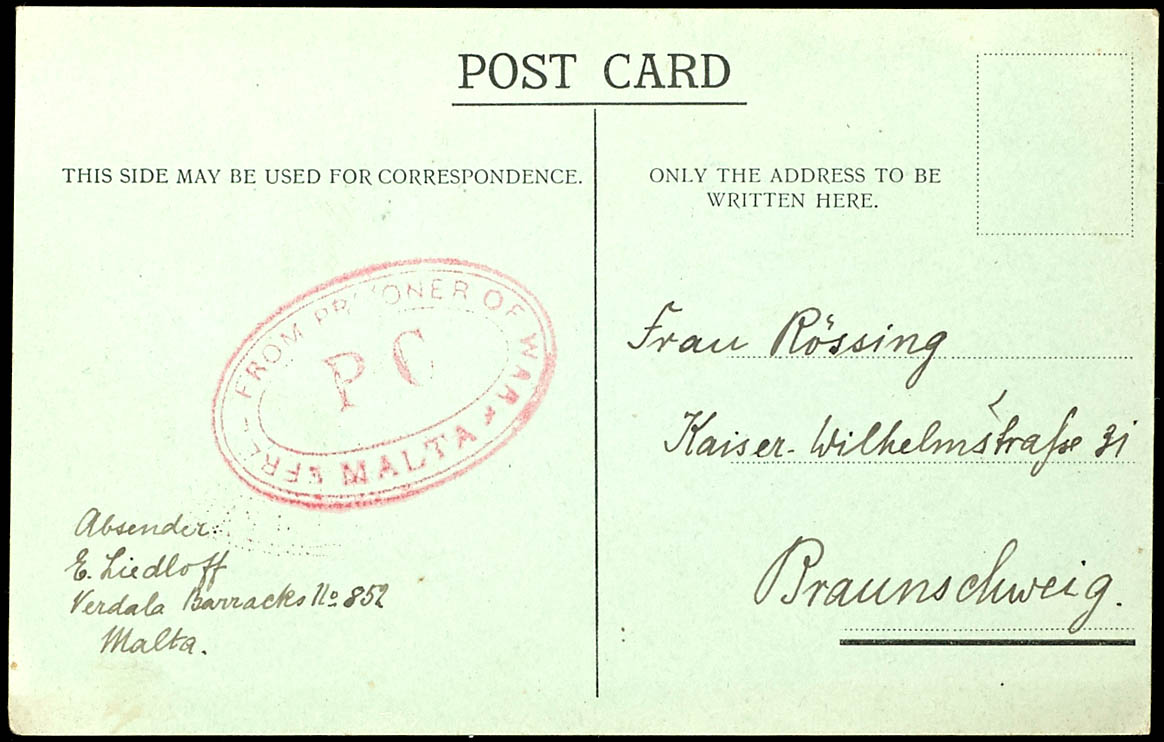 POST CARD
THIS SIDE MAY BE USED FOR CORRESPONDENCE.
ONLY THE ADDRESS TO BE
WRITTEN HERE.
FROM PRISONER OF WAR
P C
MALTA
Frau Rössing
Kaiser-Wilhelmstraße 31
Braunschweig.
Absender:
E. Liedloff
Verdala Barracks No 852
Malta.